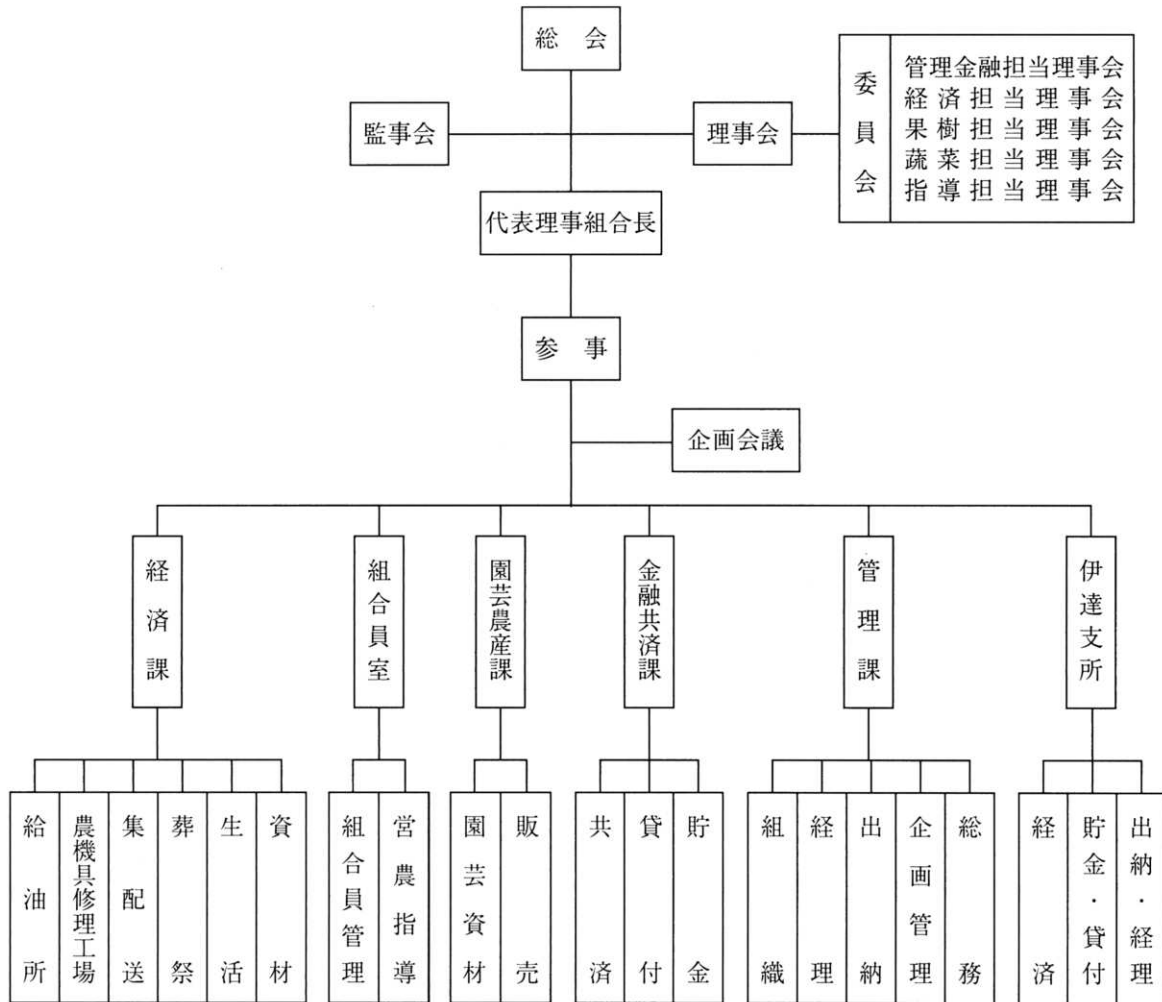 総会
監事会
理事会
委員会
管理金融担当理事会
経済担当理事会
果樹担当理事会
蔬菜担当理事会
指導担当理事会
代表理事組合長
参事
企画会議
経済課
組合員室
園芸農産課
金融共済課
管理課
伊達支所
給油所
農機具修理工場
集配送
葬祭
生活
資材
組合員管理
営農指導
園芸資材
販売
共済
貸付
貯金
組織
経理
出納
企画管理
総務
経済
貯金・貸付
出納・経理